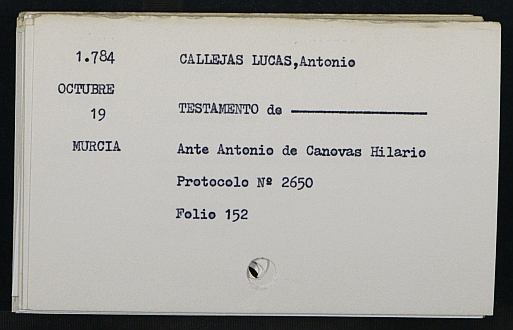 1.784 CALLEJAS LUCAS,Antonio
OCTUBRE
19 TESTAMENTO de
MURCIA Ante Antonio de Canovas Hilario
Protocolo Nº 2650
Folio 152